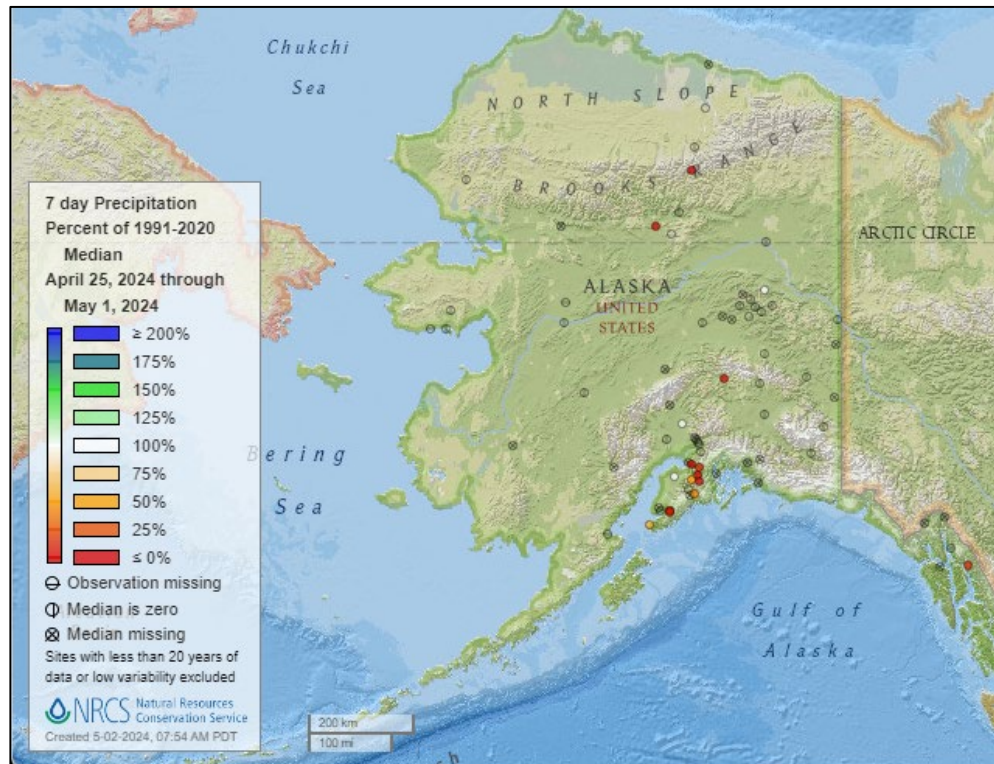 Chukchi
Sea
NORTH SLOPE
BROOKS RANGE
ARCTIC CIRCLE
ALASKA
UNITED
STATES
Bering
Sea
Gulf of
Alaska
7 day Precipitation
Percent of 1991-2020
Median
April 25, 2024 through
May 1, 2024
≥ 200%
175%
150%
125%
100%
75%
50%
25%
≤ 0%
Observation missing
Median is zero
Median missing
Sites with less than 20 years of
data or low variability excluded
NRCS Natural Resources
Conservation Service
Created 5-02-2024, 07:54 AM PDT
200 km
100 mi